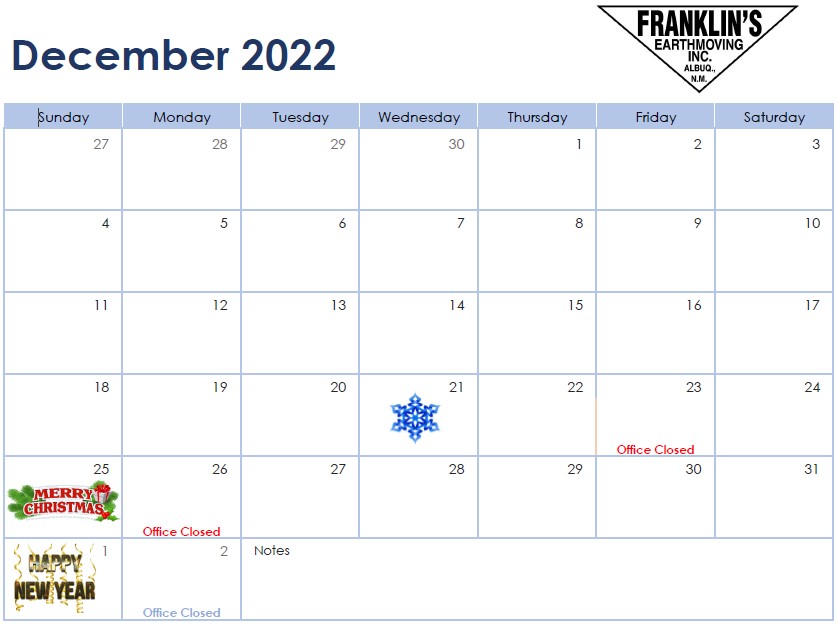 FRANKLIN'S
EARTHMOVING
INC.
ALBUQ.,
N.M.
December 2022
Sunday Monday Tuesday Wednesday Thursday Friday Saturday
27 28 29 30 1 2 3
4 5 6 7 8 9 10
11 12 13 14 15 16 17
18 19 20 21 22 23 24
Office Closed
25 26 27 28 29 30 31
MERRY
CHRISTMAS
Office Closed
1 2 Notes
HAPPY
NEW YEAR
Office Closed